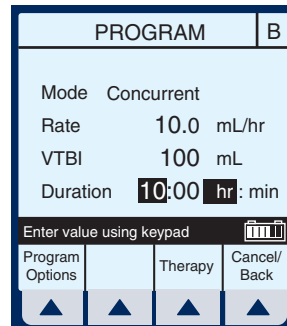 PROGRAM B
Mode Concurrent
Rate 10.0 mL/hr
VTBI 100 mL
Duration 10:00 hr : min
Enter value using keypad
Program Options Therapy Cancel/ Back